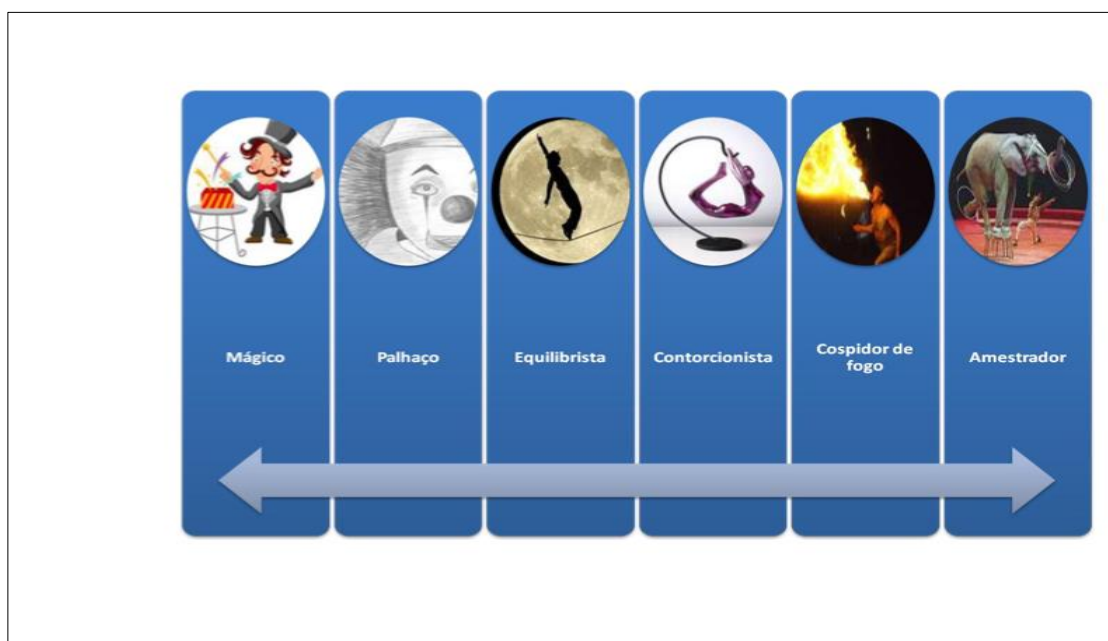 Mágico
Palhaço
Equilibrista
Contorcionista
Cospidor de
fogo
Amestrador